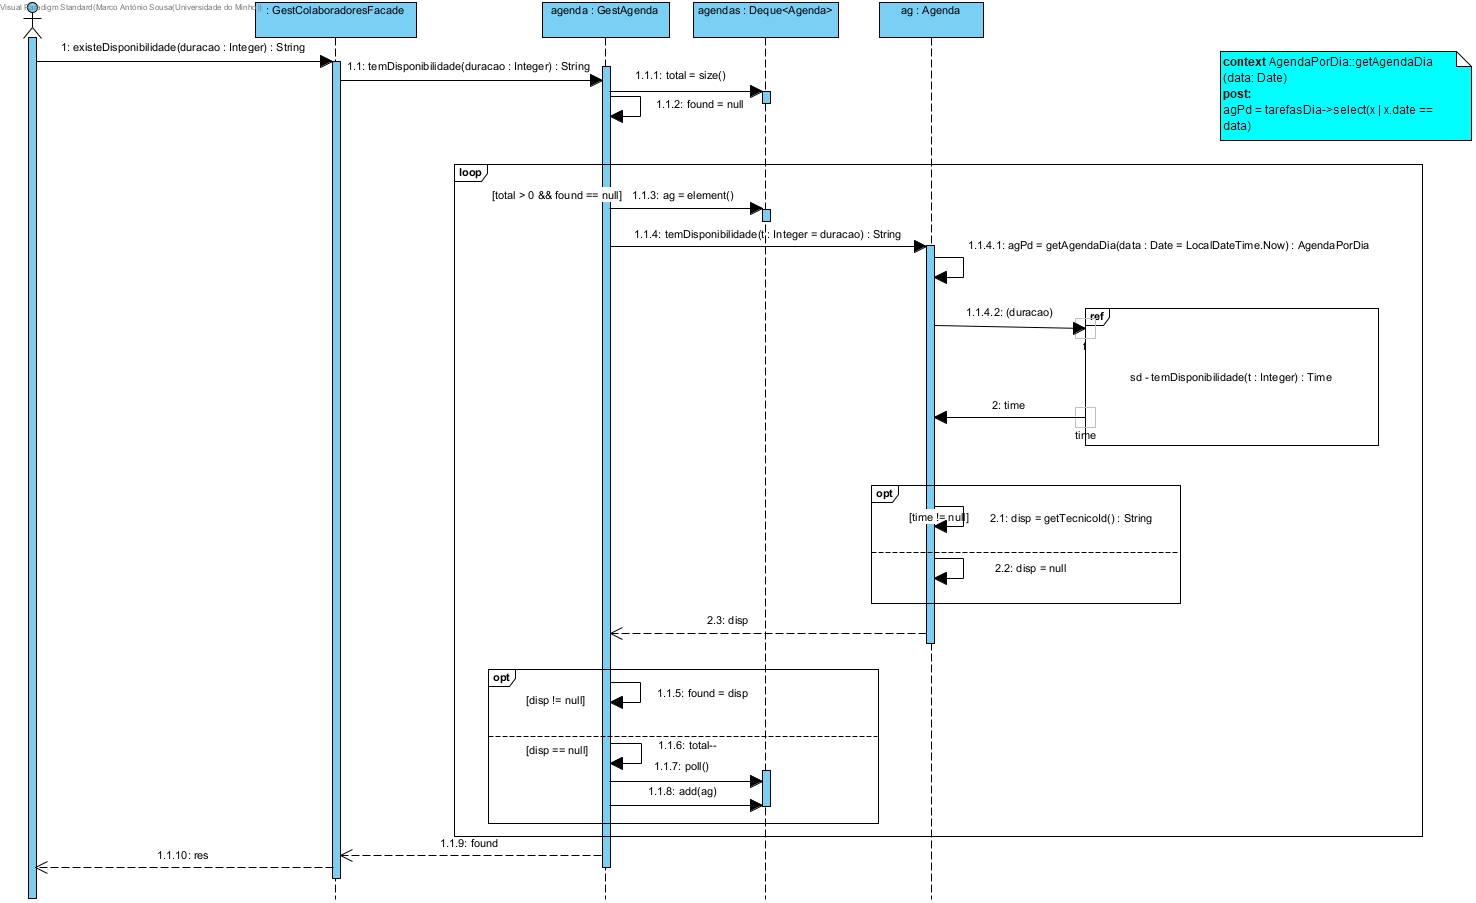 Visual Paradigm Standard(Marco António Sousa(Universidade do Minho))
: GestColaboradoresFacade
agenda : GestAgenda
agendas : Deque<Agenda>
ag : Agenda
1: existeDisponibilidade(duracao : Integer) : String
1.1: temDisponibilidade(duracao : Integer) : String
1.1.1: total = size()
1.1.2: found = null
context AgendaPorDia::getAgendaDia
(data: Date)
post:
agPd = tarefasDia->select(x | x.date ==
data)
loop
[total > 0 && found == null]
1.1.3: ag = element()
1.1.4: temDisponibilidade(t : Integer = duracao) : String
1.1.4.1: agPd = getAgendaDia(data : Date = LocalDateTime.Now) : AgendaPorDia
1.1.4.2: (duracao)
ref
t
sd - temDisponibilidade(t : Integer) : Time
2: time
time
opt
[time != null]
2.1: disp = getTecnicoId() : String
2.2: disp = null
2.3: disp
opt
[disp != null]
1.1.5: found = disp
[disp == null]
1.1.6: total--
1.1.7: poll()
1.1.8: add(ag)
1.1.9: found
1.1.10: res